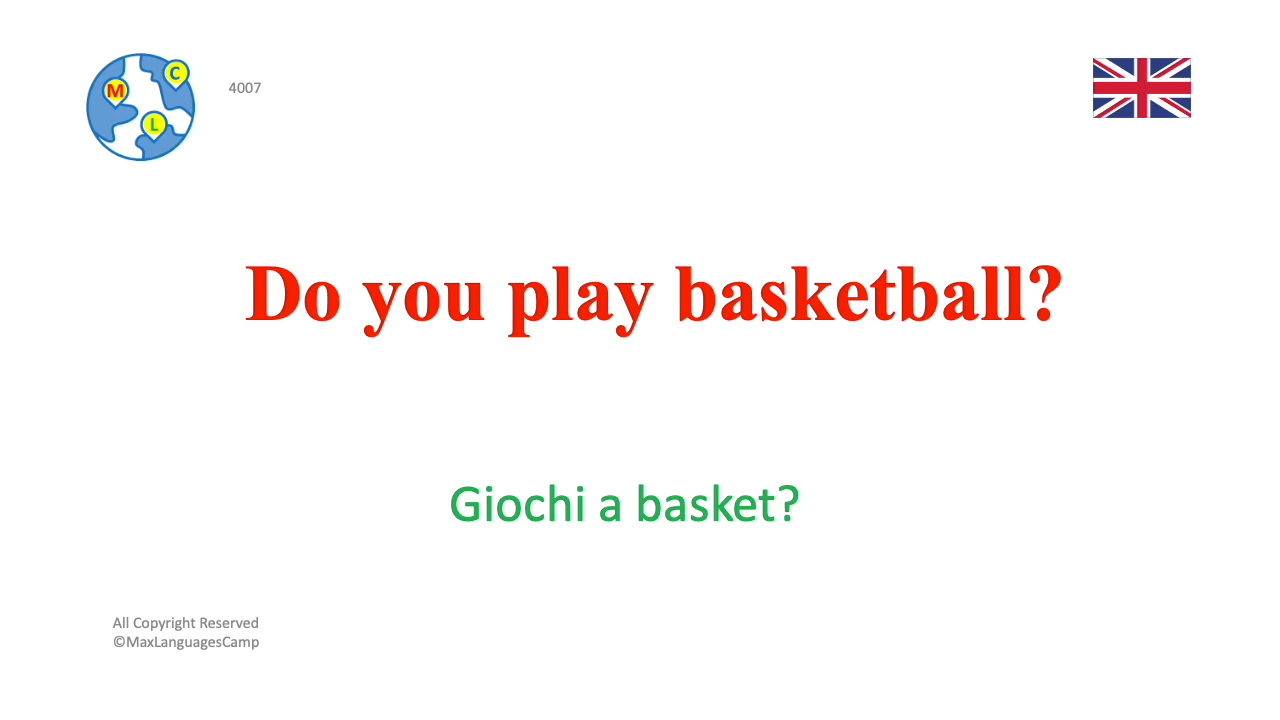 C
M
L
4007
Do you play basketball?
Giochi a basket?
All Copyright Reserved
©MaxLanguagesCamp